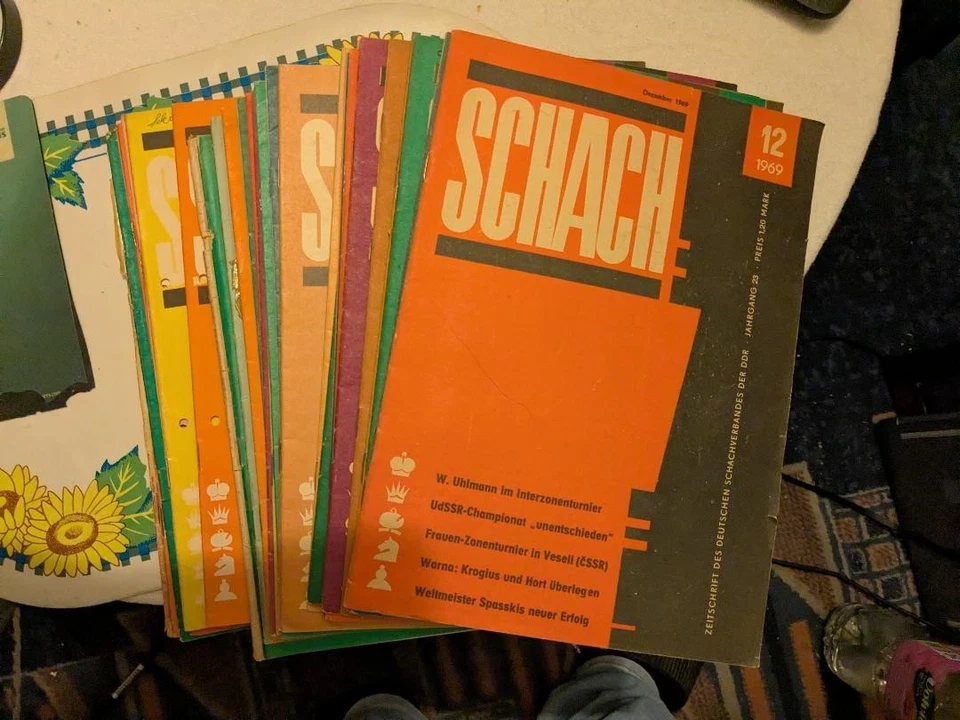 Dezember 1969
SCHACH
12
1969
W. Uhlmann im Interzonenturnier
UdSSR-Championat „unentschieden"
Frauen-Zonenturnier in Veseli (ČSSR)
Warna: Krogius und Hort überlegen
Weltmeister Spasskis neuer Erfolg
ZEITSCHRIFT DES DEUTSCHEN SCHACHVERBANDES DER DDR · JAHRGANG 23 · PREIS 1,20 MARK
S
S